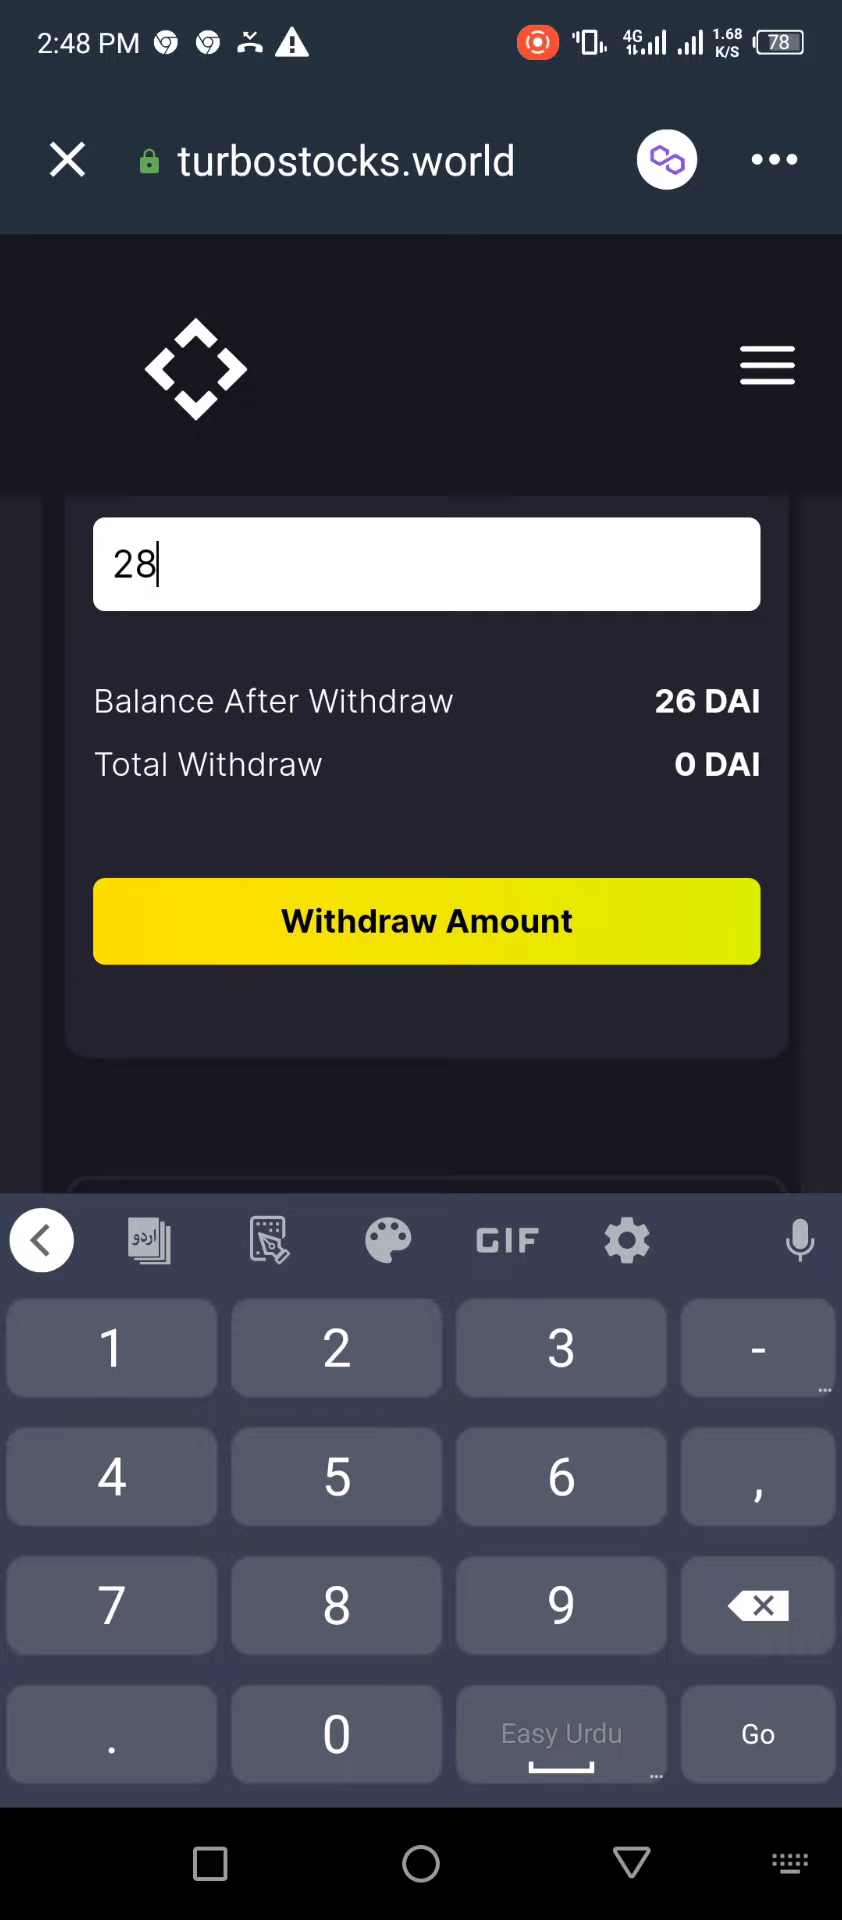 2:48 PM 4G 1.68 K/S 78
turbostocks.world
28
Balance After Withdraw 26 DAI
Total Withdraw 0 DAI
Withdraw Amount
اردو GIF
1 2 3 -
4 5 6 ,
7 8 9
. 0 Easy Urdu Go